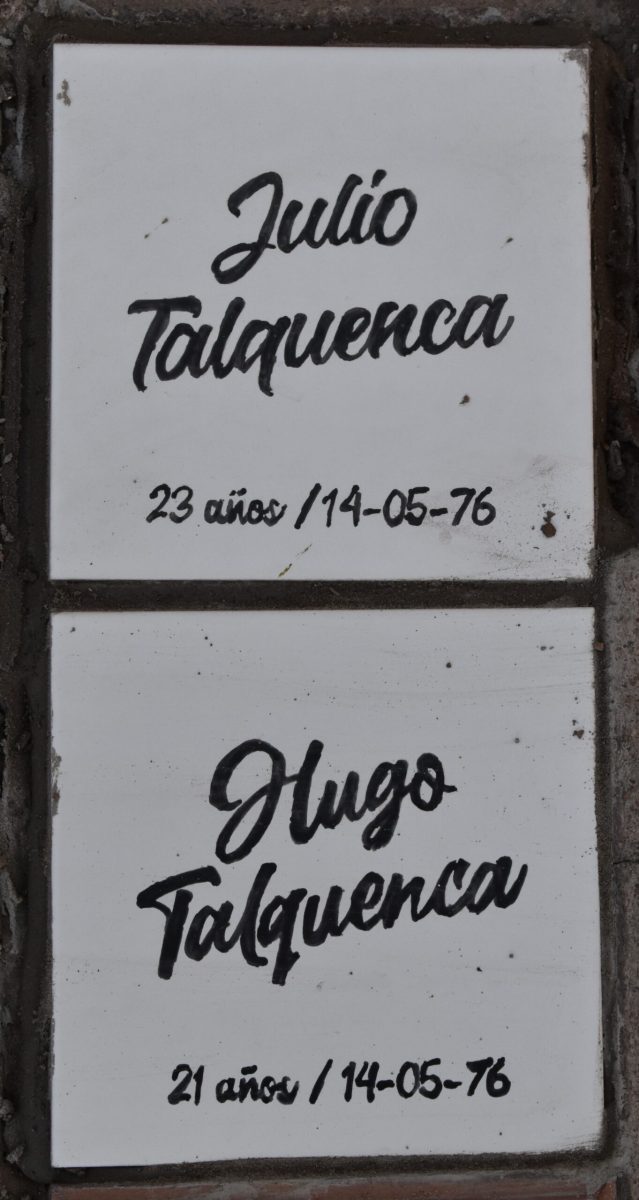 Julio
Talquenca
23 años / 14-05-76
Hugo
Talquenca
21 años / 14-05-76